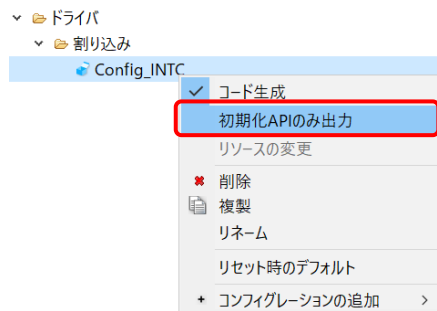 ドライバ
割り込み
Config_INTC
コード生成
初期化APIのみ出力
リソースの変更
削除
複製
リネーム
リセット時のデフォルト
コンフィグレーションの追加